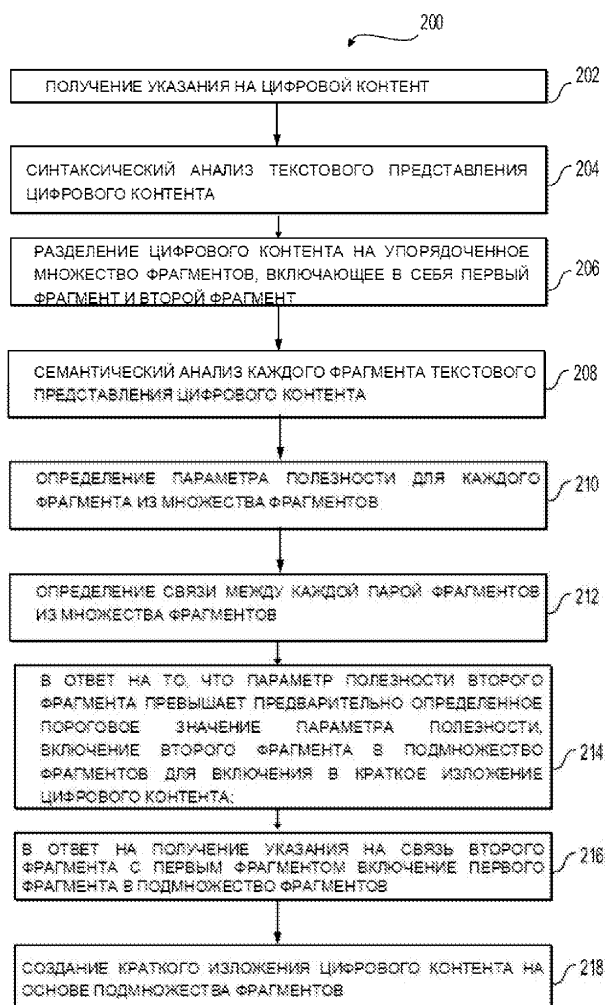 200
ПОЛУЧЕНИЕ УКАЗАНИЯ НА ЦИФРОВОЙ КОНТЕНТ
202
СИНТАКСИЧЕСКИЙ АНАЛИЗ ТЕКСТОВОГО ПРЕДСТАВЛЕНИЯ
ЦИФРОВОГО КОНТЕНТА
204
РАЗДЕЛЕНИЕ ЦИФРОВОГО КОНТЕНТА НА УПОРЯДОЧЕННОЕ
МНОЖЕСТВО ФРАГМЕНТОВ, ВКЛЮЧАЮЩЕЕ В СЕБЯ ПЕРВЫЙ
ФРАГМЕНТ И ВТОРОЙ ФРАГМЕНТ
206
СЕМАНТИЧЕСКИЙ АНАЛИЗ КАЖДОГО ФРАГМЕНТА ТЕКСТОВОГО
ПРЕДСТАВЛЕНИЯ ЦИФРОВОГО КОНТЕНТА
208
ОПРЕДЕЛЕНИЕ ПАРАМЕТРА ПОЛЕЗНОСТИ ДЛЯ КАЖДОГО
ФРАГМЕНТА ИЗ МНОЖЕСТВА ФРАГМЕНТОВ
210
ОПРЕДЕЛЕНИЕ СВЯЗИ МЕЖДУ КАЖДОЙ ПАРОЙ ФРАГМЕНТОВ
ИЗ МНОЖЕСТВА ФРАГМЕНТОВ
212
В ОТВЕТ НА ТО, ЧТО ПАРАМЕТР ПОЛЕЗНОСТИ ВТОРОГО
ФРАГМЕНТА ПРЕВЫШАЕТ ПРЕДВАРИТЕЛЬНО ОПРЕДЕЛЕННОЕ
ПОРОГОВОЕ ЗНАЧЕНИЕ ПАРАМЕТРА ПОЛЕЗНОСТИ,
ВКЛЮЧЕНИЕ ВТОРОГО ФРАГМЕНТА В ПОДМНОЖЕСТВО
ФРАГМЕНТОВ ДЛЯ ВКЛЮЧЕНИЯ В КРАТКОЕ ИЗЛОЖЕНИЕ
ЦИФРОВОГО КОНТЕНТА;
214
В ОТВЕТ НА ПОЛУЧЕНИЕ УКАЗАНИЯ НА СВЯЗЬ ВТОРОГО
ФРАГМЕНТА С ПЕРВЫМ ФРАГМЕНТОМ ВКЛЮЧЕНИЕ ПЕРВОГО
ФРАГМЕНТА В ПОДМНОЖЕСТВО ФРАГМЕНТОВ
216
СОЗДАНИЕ КРАТКОГО ИЗЛОЖЕНИЯ ЦИФРОВОГО КОНТЕНТА НА
ОСНОВЕ ПОДМНОЖЕСТВА ФРАГМЕНТОВ
218